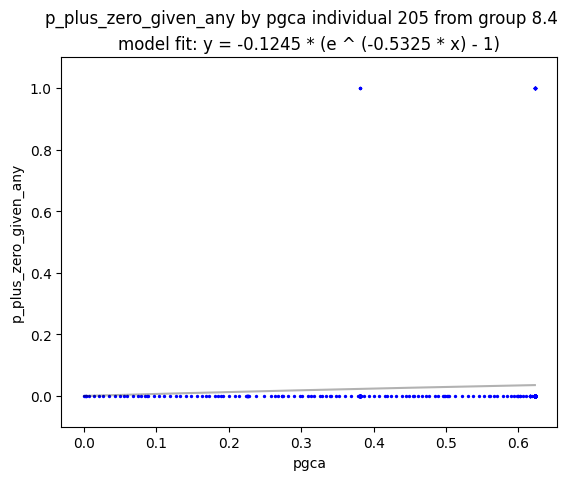 p_plus_zero_given_any by pgca individual 205 from group 8.4
model fit: y = -0.1245 * (e ^ (-0.5325 * x) - 1)
1.0
0.8
0.6
0.4
0.2
0.0
p_plus_zero_given_any
0.0 0.1 0.2 0.3 0.4 0.5 0.6
pgca